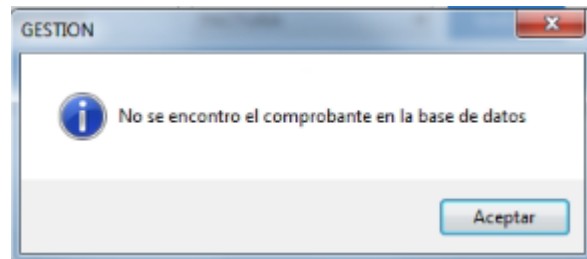 GESTION
No se encontro el comprobante en la base de datos
Aceptar